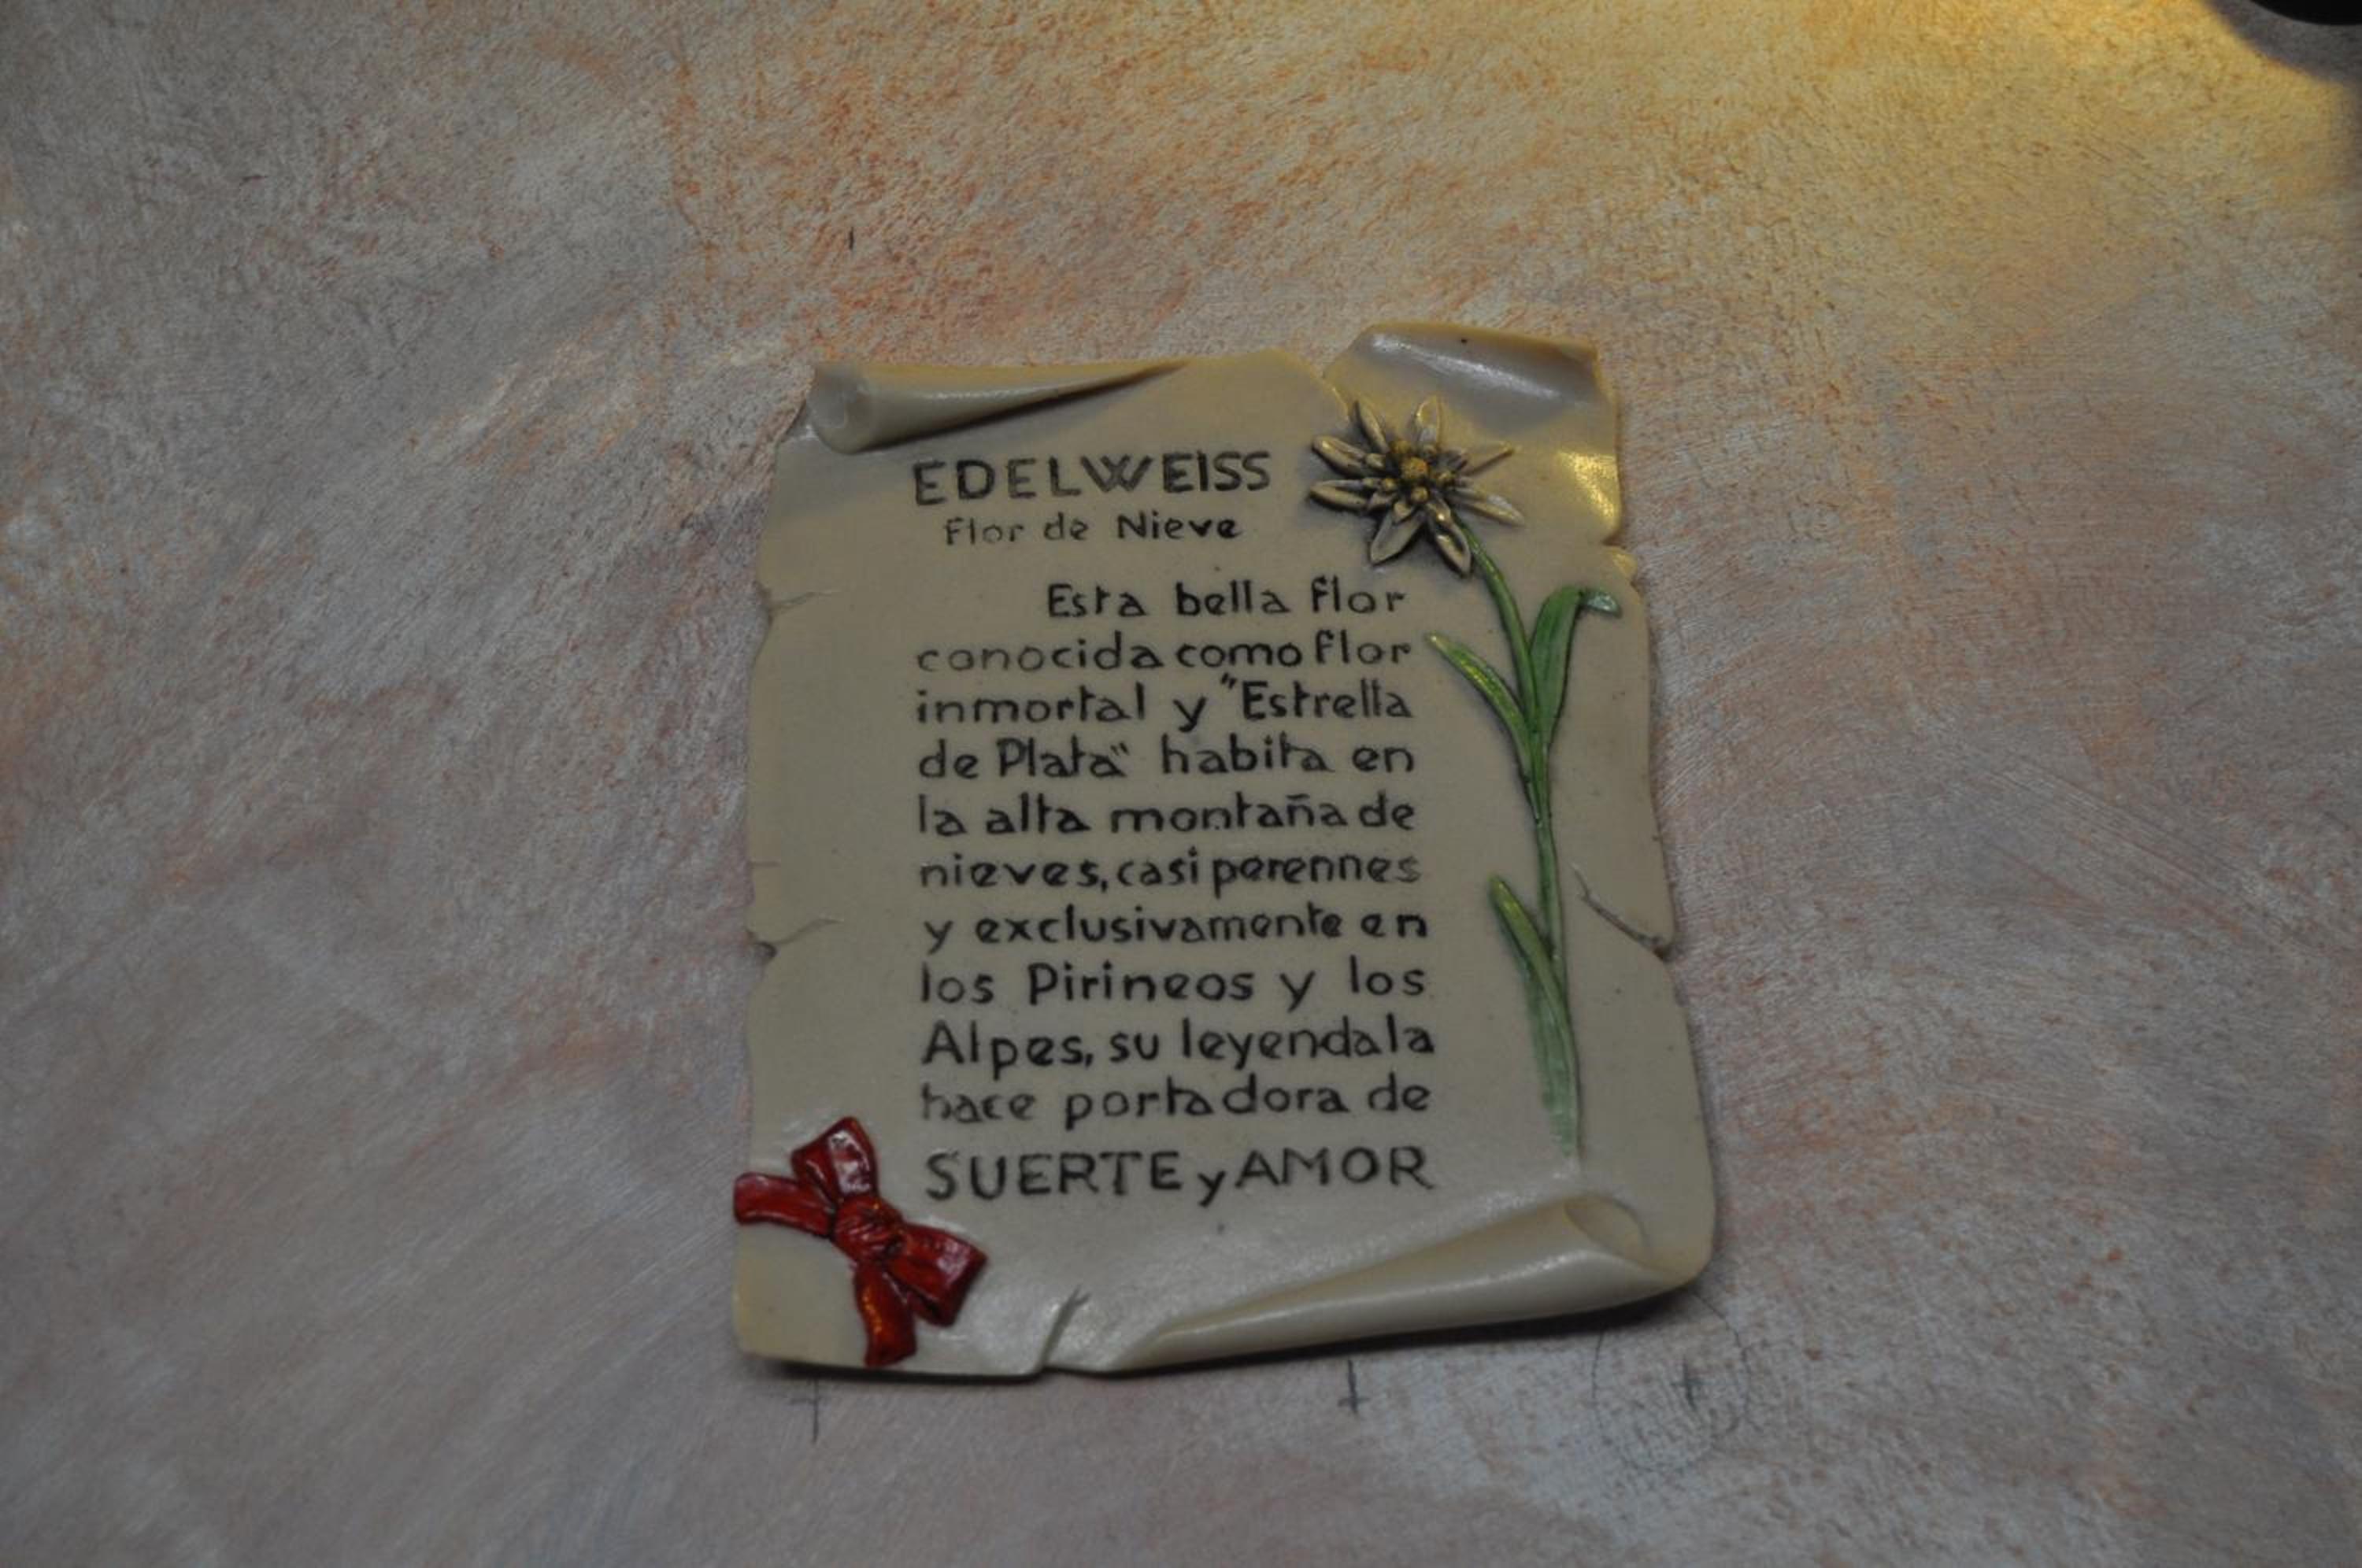 EDELWEISS
Flor de Nieve
Esta bella flor
conocida como flor
inmortal y "Estrella
de Plata" habita en
la alta montaña de
nieves, casi perennes
y exclusivamente en
los Pirineos y los
Alpes, su leyenda la
hace portadora de
SUERTE y AMOR